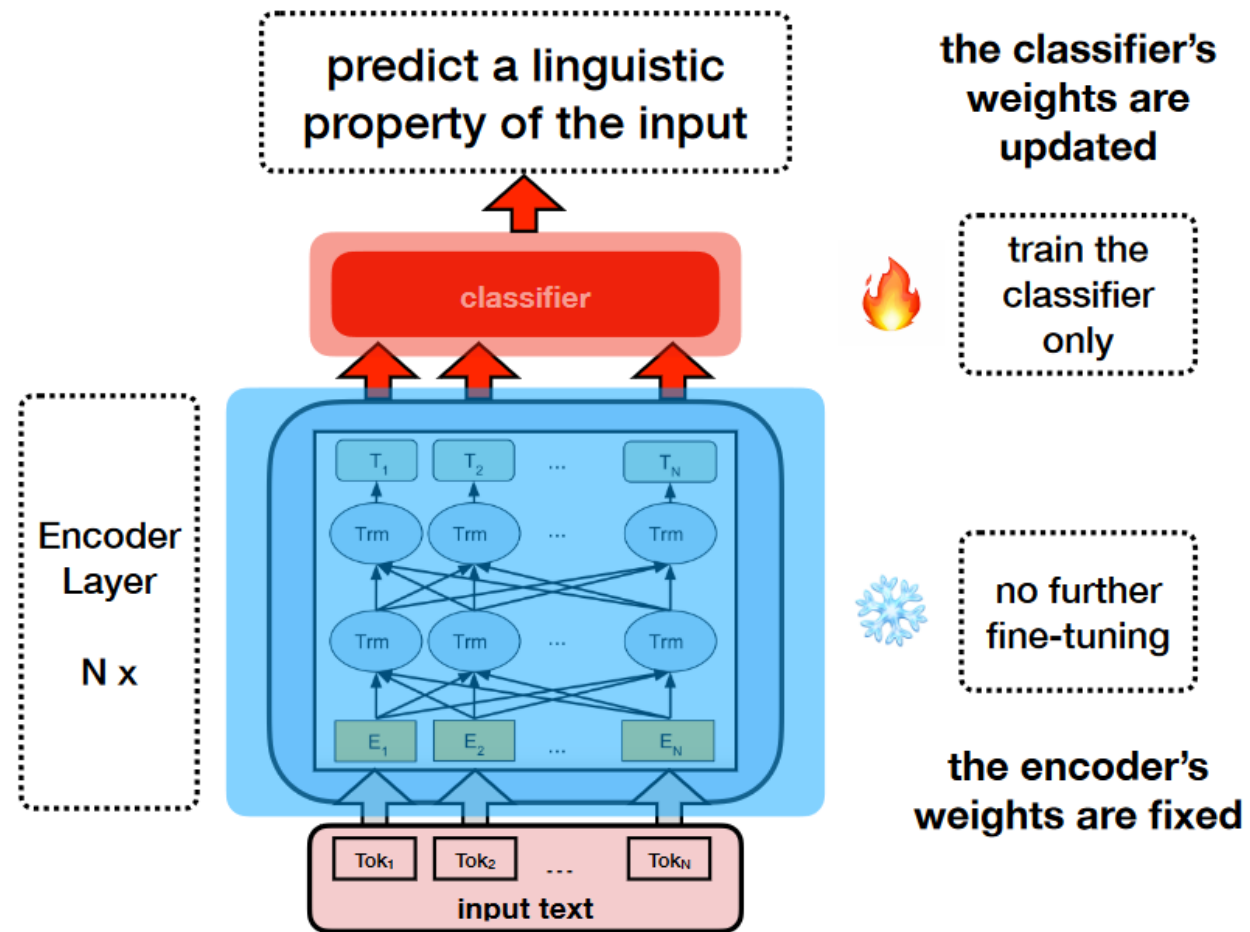 predict a linguistic
property of the input
the classifier's
weights are
updated
classifier
train the
classifier
only
Encoder
Layer
N x
T1 T2 ... TN
Trm Trm ... Trm
Trm Trm ... Trm
E1 E2 ... EN
no further
fine-tuning
the encoder's
weights are fixed
Tok1 Tok2 ... TokN
input text